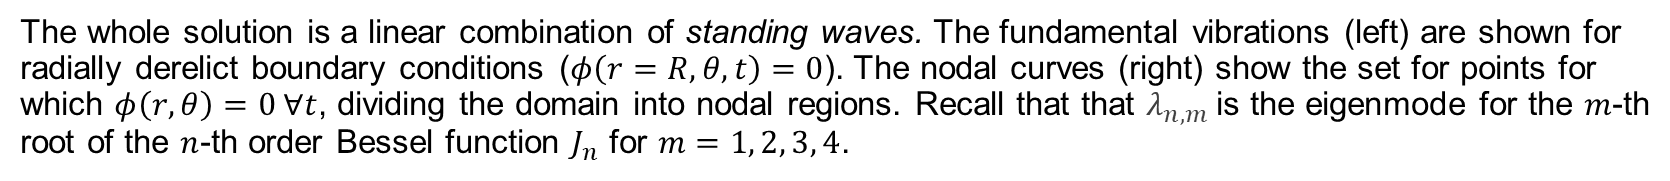 The whole solution is a linear combination of standing waves. The fundamental vibrations (left) are shown for
radially derelict boundary conditions (𝜙(𝑟 = 𝑅, 𝜃, 𝑡) = 0). The nodal curves (right) show the set for points for
which 𝜙(𝑟, 𝜃) = 0 ∀𝑡, dividing the domain into nodal regions. Recall that that 𝜆ₙ,ₘ is the eigenmode for the 𝑚-th
root of the 𝑛-th order Bessel function 𝐽ₙ for 𝑚 = 1, 2, 3, 4.